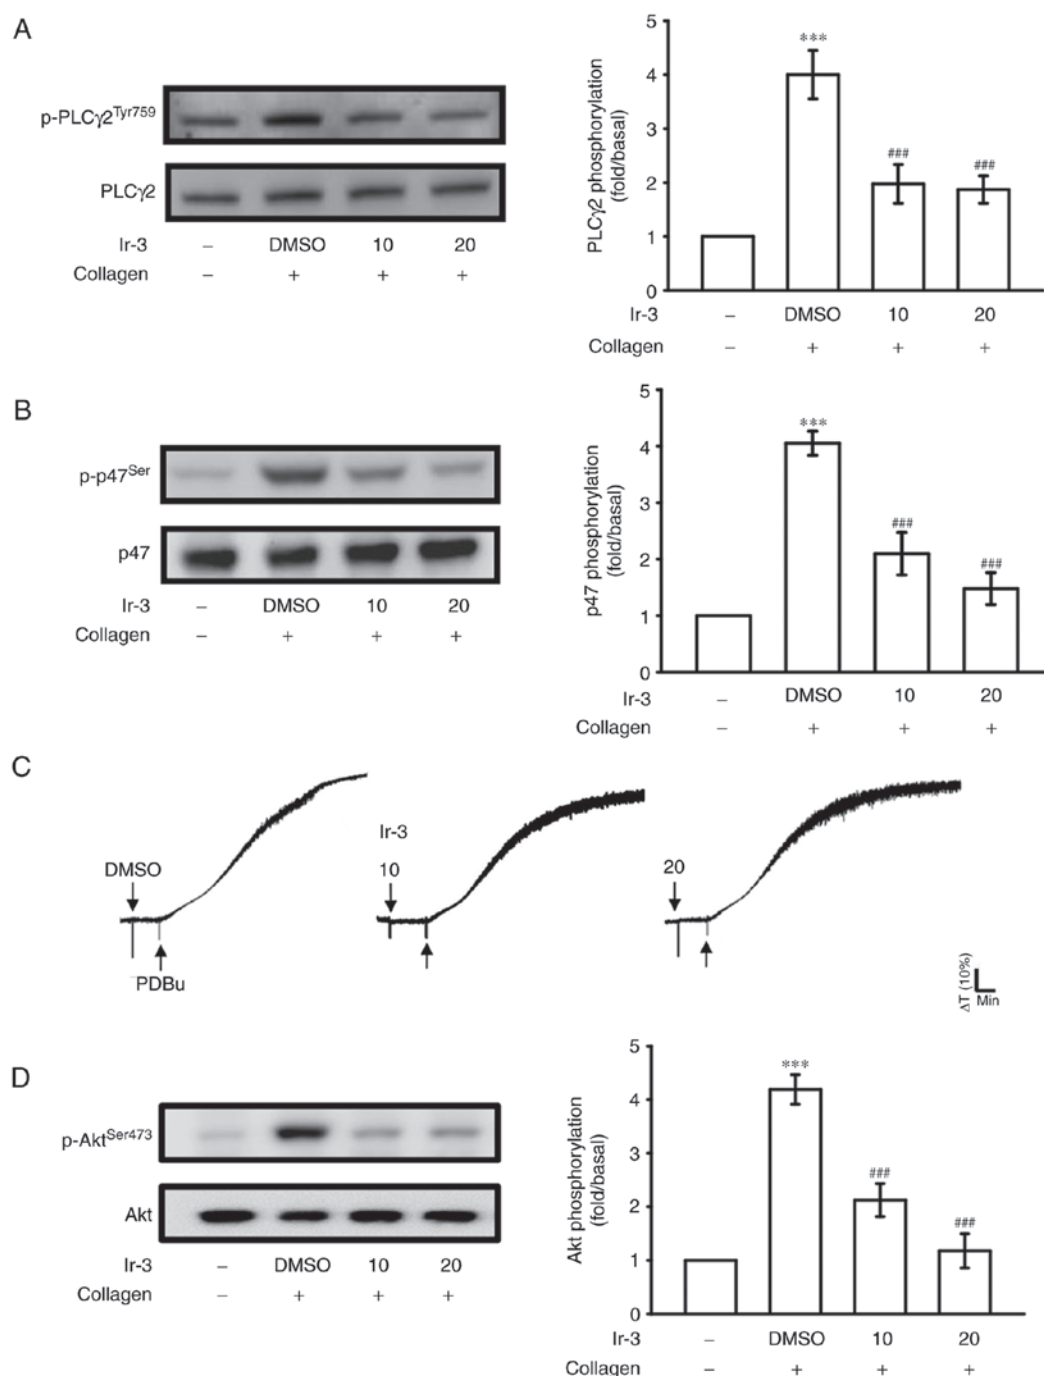 A
p-PLCγ2Tyr759
PLCγ2
Ir-3 – DMSO 10 20
Collagen – + + +
PLCγ2 phosphorylation
(fold/basal)
5
4
3
2
1
0
***
###
###
Ir-3 – DMSO 10 20
Collagen – + + +
B
p-p47Ser
p47
Ir-3 – DMSO 10 20
Collagen – + + +
p47 phosphorylation
(fold/basal)
5
4
3
2
1
0
***
###
###
Ir-3 – DMSO 10 20
Collagen – + + +
C
DMSO
PDBu
Ir-3
10
20
ΔT (10%)
Min
D
p-AktSer473
Akt
Ir-3 – DMSO 10 20
Collagen – + + +
Akt phosphorylation
(fold/basal)
5
4
3
2
1
0
***
###
###
Ir-3 – DMSO 10 20
Collagen – + + +